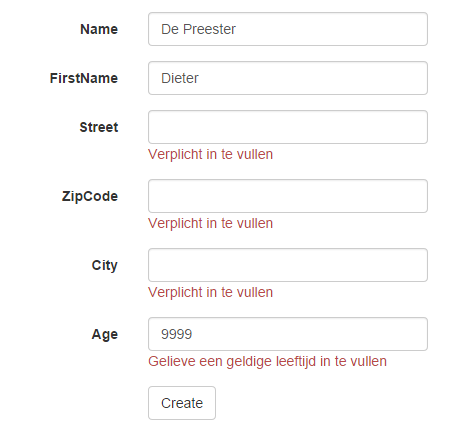 Name De Preester
FirstName Dieter
Street
Verplicht in te vullen
ZipCode
Verplicht in te vullen
City
Verplicht in te vullen
Age 9999
Gelieve een geldige leeftijd in te vullen
Create